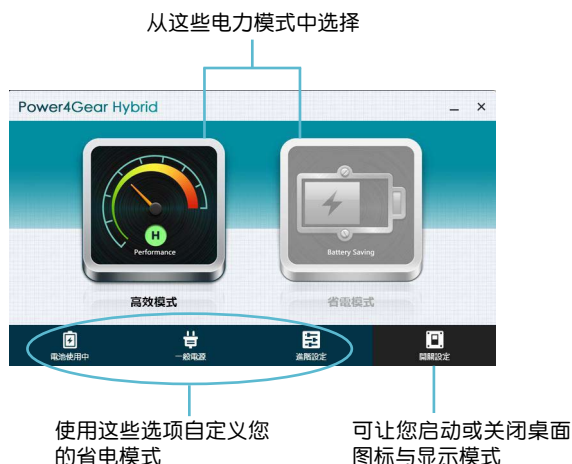 从这些电力模式中选择
Power4Gear Hybrid
H
Performance
Battery Saving
高效模式
省電模式
電池使用中
一般電源
進階設定
開關設定
使用这些选项自定义您
的省电模式
可让您启动或关闭桌面
图标与显示模式